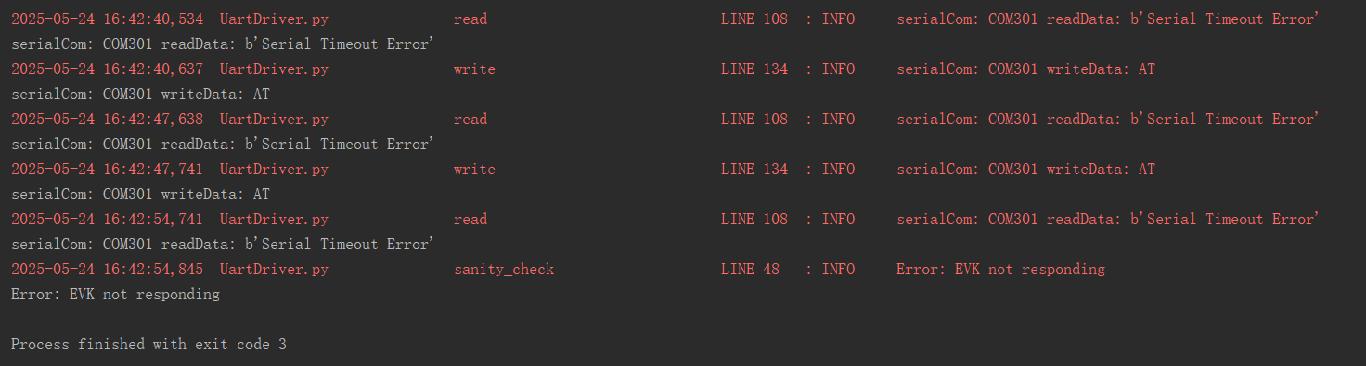 2025-05-24 16:42:40,534 UartDriver.py read LINE 108 : INFO serialCom: COM301 readData: b'Serial Timeout Error'
serialCom: COM301 readData: b'Serial Timeout Error'
2025-05-24 16:42:40,637 UartDriver.py write LINE 134 : INFO serialCom: COM301 writeData: AT
serialCom: COM301 writeData: AT
2025-05-24 16:42:47,638 UartDriver.py read LINE 108 : INFO serialCom: COM301 readData: b'Serial Timeout Error'
serialCom: COM301 readData: b'Serial Timeout Error'
2025-05-24 16:42:47,741 UartDriver.py write LINE 134 : INFO serialCom: COM301 writeData: AT
serialCom: COM301 writeData: AT
2025-05-24 16:42:54,741 UartDriver.py read LINE 108 : INFO serialCom: COM301 readData: b'Serial Timeout Error'
serialCom: COM301 readData: b'Serial Timeout Error'
2025-05-24 16:42:54,845 UartDriver.py sanity_check LINE 48 : INFO Error: EVK not responding
Error: EVK not responding
Process finished with exit code 3